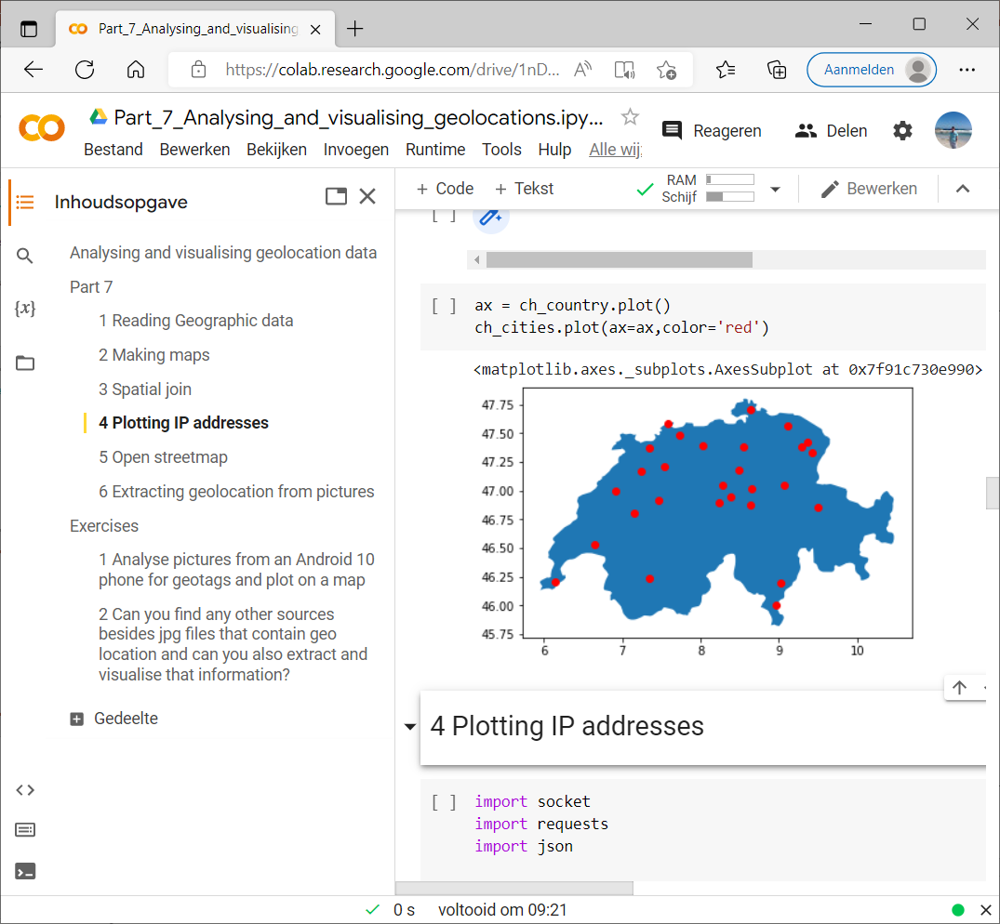 Part_7_Analysing_and_visualising
https://colab.research.google.com/drive/1nD...
Anmelden
Part_7_Analysing_and_visualising_geolocations.ipy...
Reageren
Delen
Bestand Bewerken Bekijken Invoegen Runtime Tools Hulp Alle wij
Inhoudsopgave
+ Code + Tekst
RAM
Schijf
Bewerken
Analysing and visualising geolocation data
Part 7
1 Reading Geographic data
2 Making maps
3 Spatial join
4 Plotting IP addresses
5 Open streetmap
6 Extracting geolocation from pictures
Exercises
1 Analyse pictures from an Android 10
phone for geotags and plot on a map
2 Can you find any other sources
besides jpg files that contain geo
location and can you also extract and
visualise that information?
Gedeelte
[ ]
[ ] ax = ch_country.plot()
ch_cities.plot(ax=ax,color='red')
<matplotlib.axes._subplots.AxesSubplot at 0x7f91c730e990>
47.75
47.50
47.25
47.00
46.75
46.50
46.25
46.00
45.75
6 7 8 9 10
4 Plotting IP addresses
[ ] import socket
import requests
import json
0 s voltooid om 09:21